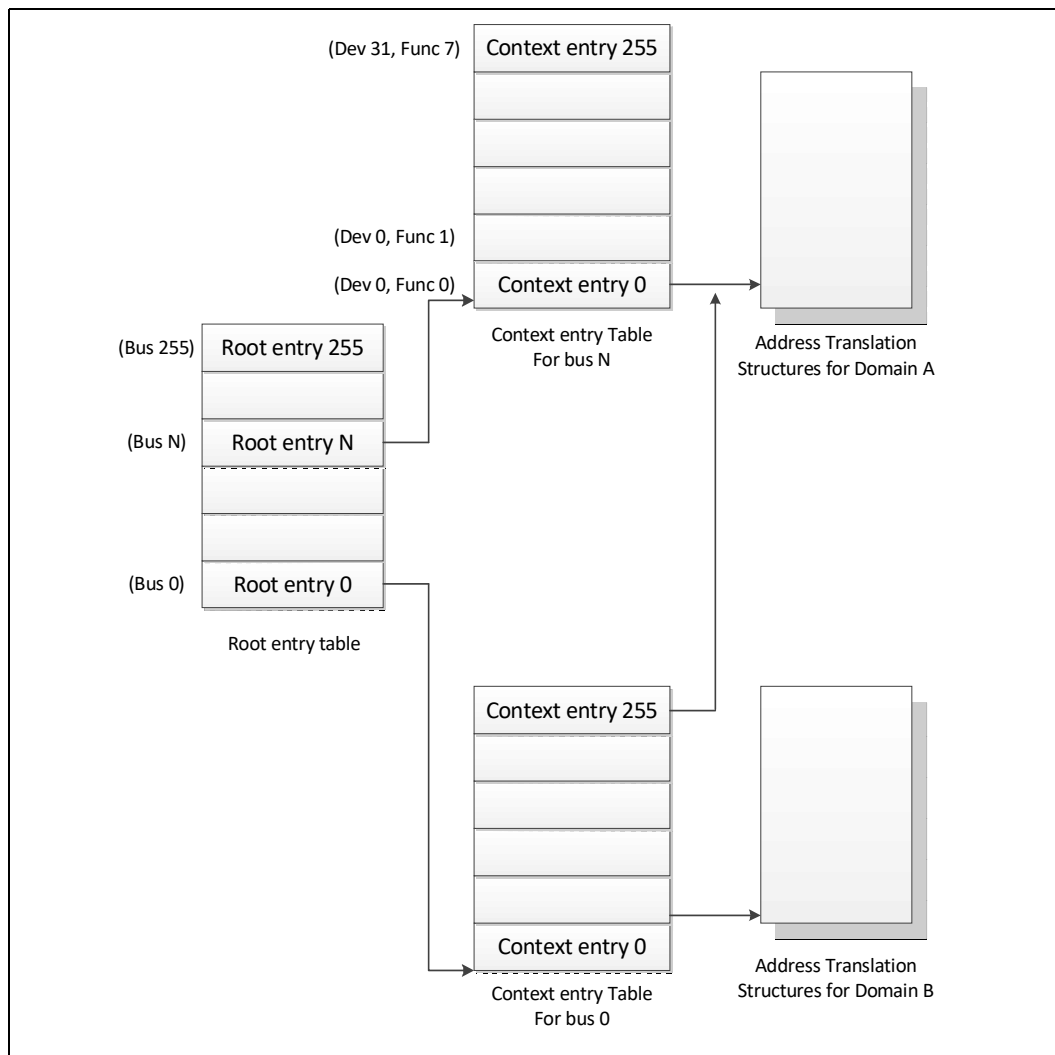 (Dev 31, Func 7)
Context entry 255
(Dev 0, Func 1)
(Dev 0, Func 0)
Context entry 0
Context entry Table
For bus N
Address Translation
Structures for Domain A
(Bus 255)
Root entry 255
(Bus N)
Root entry N
(Bus 0)
Root entry 0
Root entry table
Context entry 255
Context entry 0
Context entry Table
For bus 0
Address Translation
Structures for Domain B